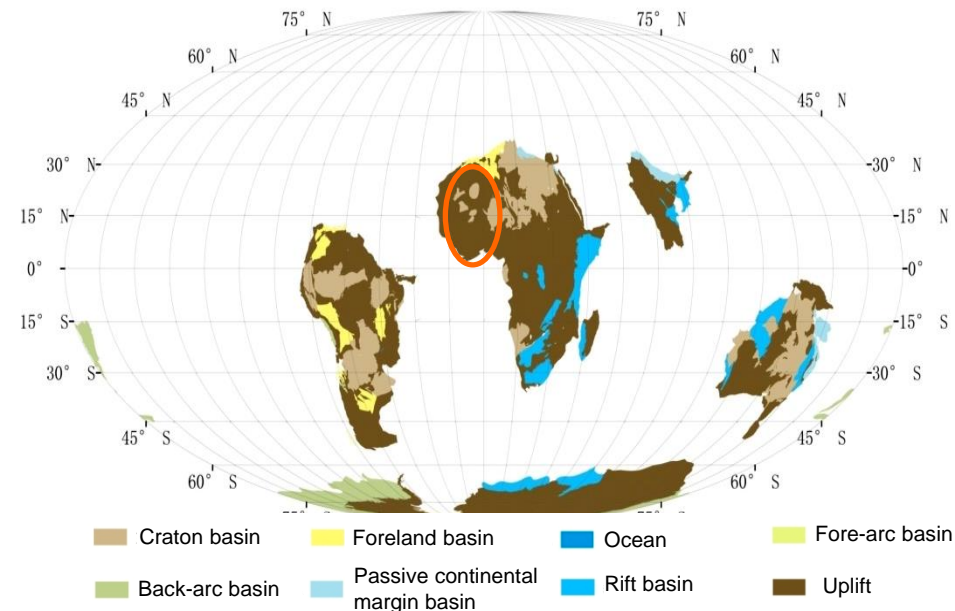 75° N 75° N
60° N 60° N
45° N 45° N
30° N 30° N
15° N 15° N
0° 0°
15° S 15° S
30° S 30° S
45° S 45° S
60° S 60° S
Craton basin Foreland basin Ocean Fore-arc basin
Back-arc basin Passive continental margin basin Rift basin Uplift